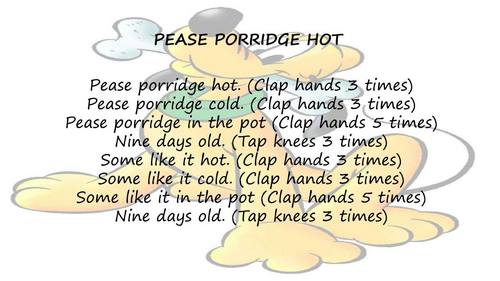 PEASE PORRIDGE HOT
Pease porridge hot. (Clap hands 3 times)
Pease porridge cold. (Clap hands 3 times)
Pease porridge in the pot (Clap hands 5 times)
Nine days old. (Tap knees 3 times)
Some like it hot. (Clap hands 3 times)
Some like it cold. (Clap hands 3 times)
Some like it in the pot (Clap hands 5 times)
Nine days old. (Tap knees 3 times)